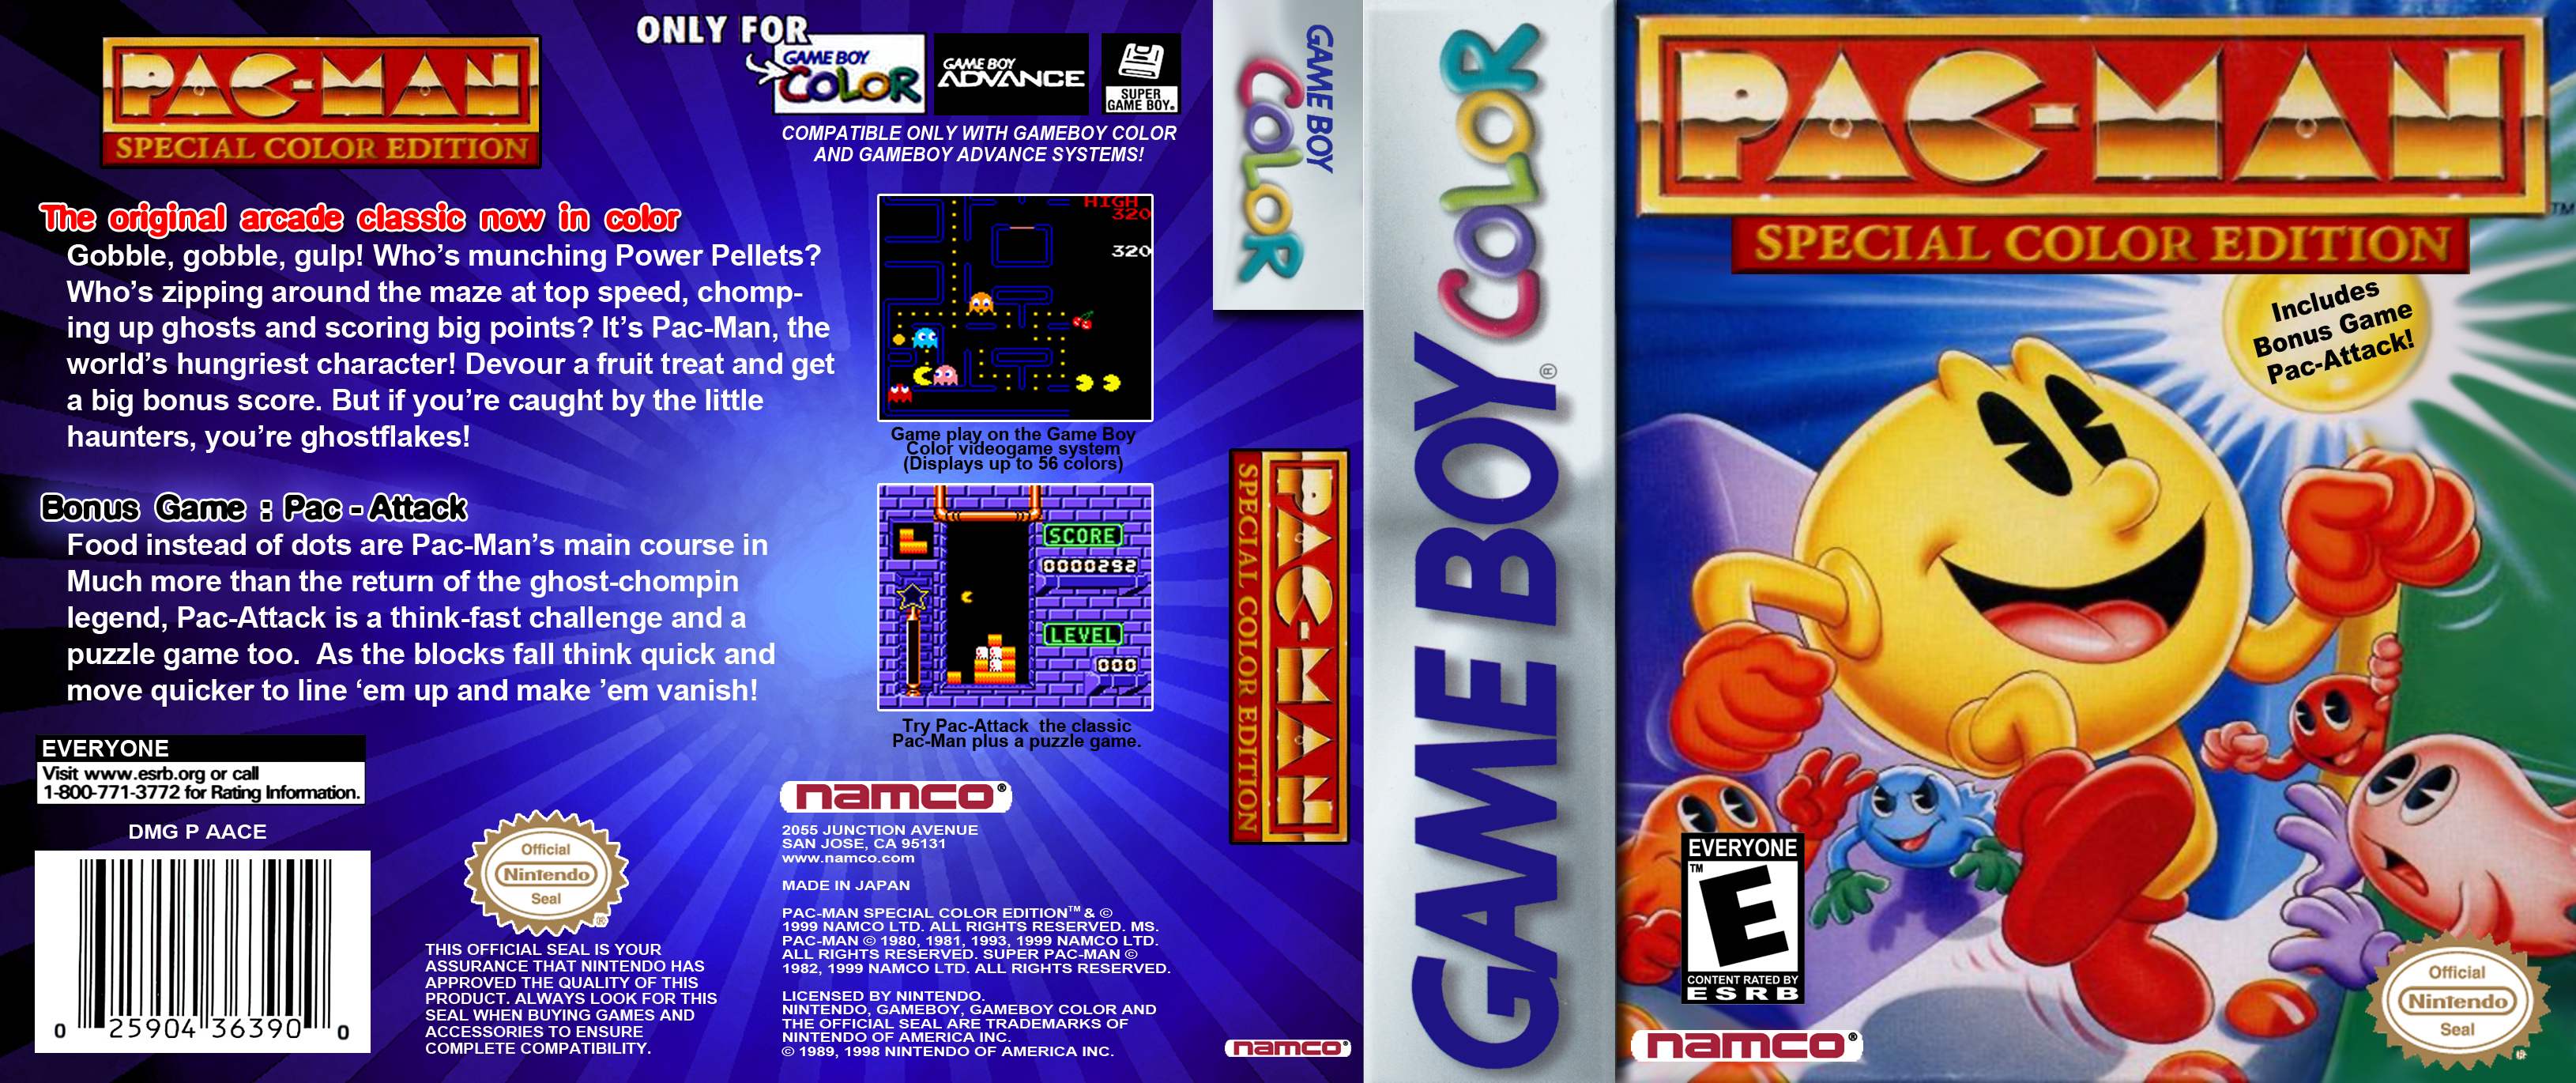 PAC-MAN
SPECIAL COLOR EDITION
ONLY FOR
GAME BOY
COLOR
GAME BOY
ADVANCE
SUPER
GAME BOY®
COMPATIBLE ONLY WITH GAMEBOY COLOR
AND GAMEBOY ADVANCE SYSTEMS!
The original arcade classic now in color
Gobble, gobble, gulp! Who's munching Power Pellets?
Who's zipping around the maze at top speed, chomp-
ing up ghosts and scoring big points? It's Pac-Man, the
world's hungriest character! Devour a fruit treat and get
a big bonus score. But if you're caught by the little
haunters, you're ghostflakes!
HIGH
320
320
Game play on the Game Boy
Color videogame system
(Displays up to 56 colors)
Bonus Game : Pac - Attack
Food instead of dots are Pac-Man's main course in
Much more than the return of the ghost-chompin
legend, Pac-Attack is a think-fast challenge and a
puzzle game too. As the blocks fall think quick and
move quicker to line ‘em up and make ’em vanish!
SCORE
0000292
LEVEL
000
Try Pac-Attack the classic
Pac-Man plus a puzzle game.
EVERYONE
Visit www.esrb.org or call
1-800-771-3772 for Rating Information.
DMG P AACE
0 25904 36390 0
Official
Nintendo
Seal
®
THIS OFFICIAL SEAL IS YOUR
ASSURANCE THAT NINTENDO HAS
APPROVED THE QUALITY OF THIS
PRODUCT. ALWAYS LOOK FOR THIS
SEAL WHEN BUYING GAMES AND
ACCESSORIES TO ENSURE
COMPLETE COMPATIBILITY.
namco®
2055 JUNCTION AVENUE
SAN JOSE, CA 95131
www.namco.com
MADE IN JAPAN
PAC-MAN SPECIAL COLOR EDITION™ & ©
1999 NAMCO LTD. ALL RIGHTS RESERVED. MS.
PAC-MAN © 1980, 1981, 1993, 1999 NAMCO LTD.
ALL RIGHTS RESERVED. SUPER PAC-MAN ©
1982, 1999 NAMCO LTD. ALL RIGHTS RESERVED.
LICENSED BY NINTENDO.
NINTENDO, GAMEBOY, GAMEBOY COLOR AND
THE OFFICIAL SEAL ARE TRADEMARKS OF
NINTENDO OF AMERICA INC.
© 1989, 1998 NINTENDO OF AMERICA INC.
GAME BOY
COLOR
PAC-MAN
SPECIAL COLOR EDITION
namco®
GAME BOY® COLOR
PAC-MAN
TM
SPECIAL COLOR EDITION
Includes
Bonus Game
Pac-Attack!
EVERYONE
TM
E
CONTENT RATED BY
ESRB
namco®
Official
Nintendo
Seal
®